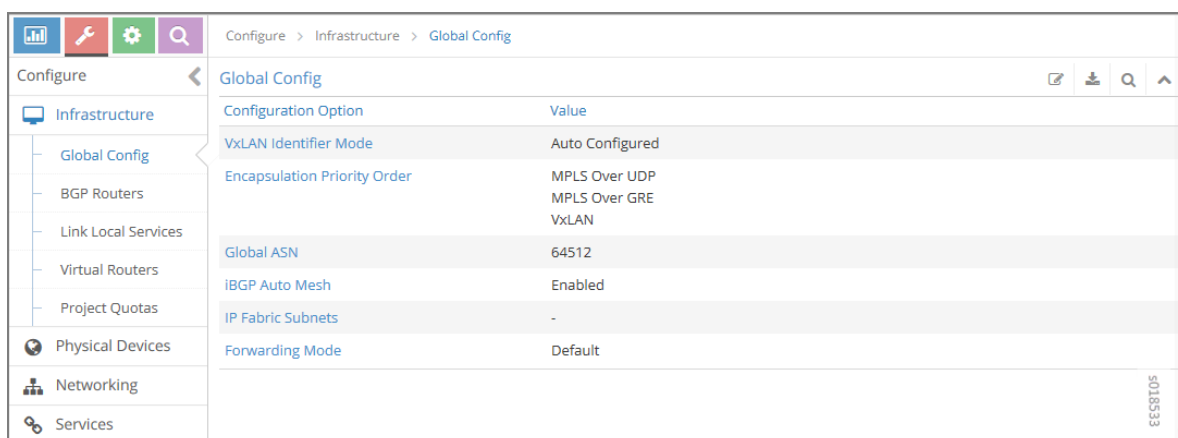 Configure > Infrastructure > Global Config
Configure
Infrastructure
Global Config
BGP Routers
Link Local Services
Virtual Routers
Project Quotas
Physical Devices
Networking
Services
Global Config
Configuration Option Value
VxLAN Identifier Mode Auto Configured
Encapsulation Priority Order MPLS Over UDP
MPLS Over GRE
VxLAN
Global ASN 64512
iBGP Auto Mesh Enabled
IP Fabric Subnets -
Forwarding Mode Default
s018533